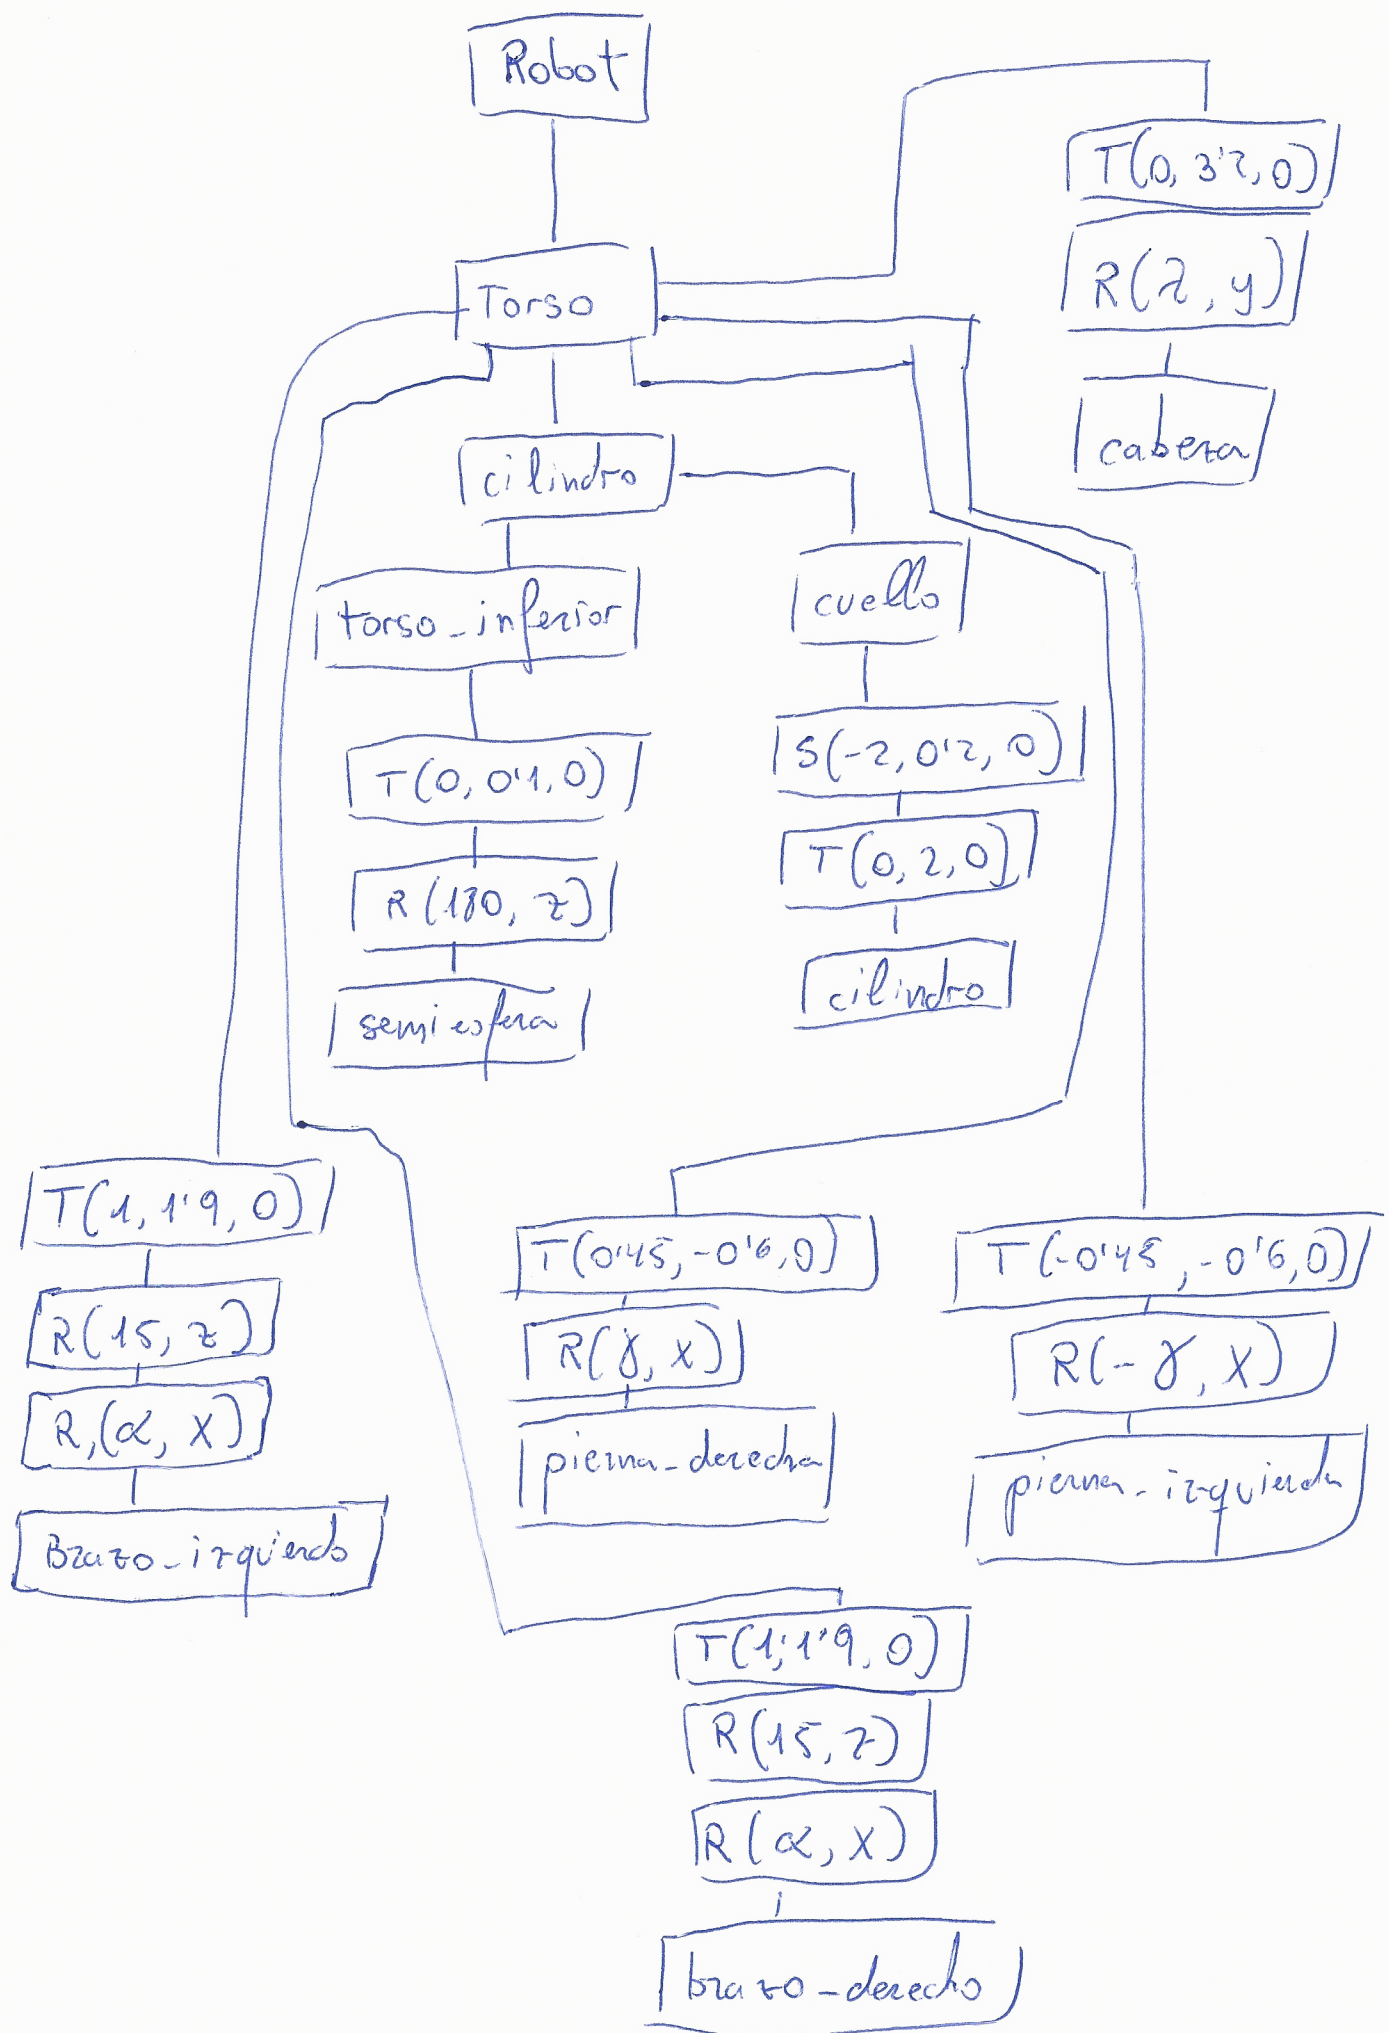 Robot
T(0, 3'2, 0)
R(λ, y)
cabeza
Torso
cilindro
torso_inferior
T(0, 0'1, 0)
R(180, z)
semiesfera
cuello
S(-2, 0'2, 0)
T(0, 2, 0)
cilindro
T(1, 1'9, 0)
R(15, z)
R,(α, X)
Brazo_izquierdo
T(0'45, -0'6, 0)
R(γ, X)
pierna_derecha
T(-0'45, -0'6, 0)
R(-γ, X)
pierna_izquierda
T(1, 1'9, 0)
R(15, z)
R(α, X)
brazo_derecho